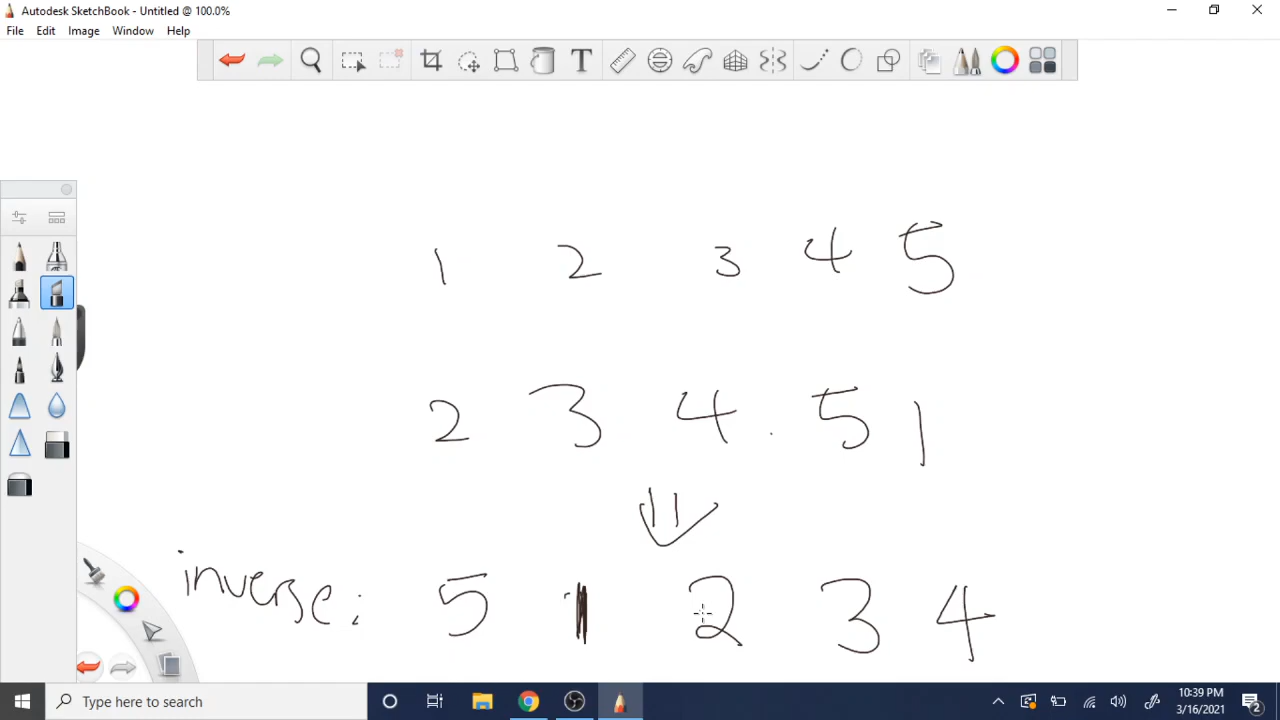 Autodesk SketchBook - Untitled @ 100.0%
File Edit Image Window Help
T
1 2 3 4 5
2 3 4 . 5 1
inverse: 5 1 2 3 4
Type here to search
10:39 PM
3/16/2021
2